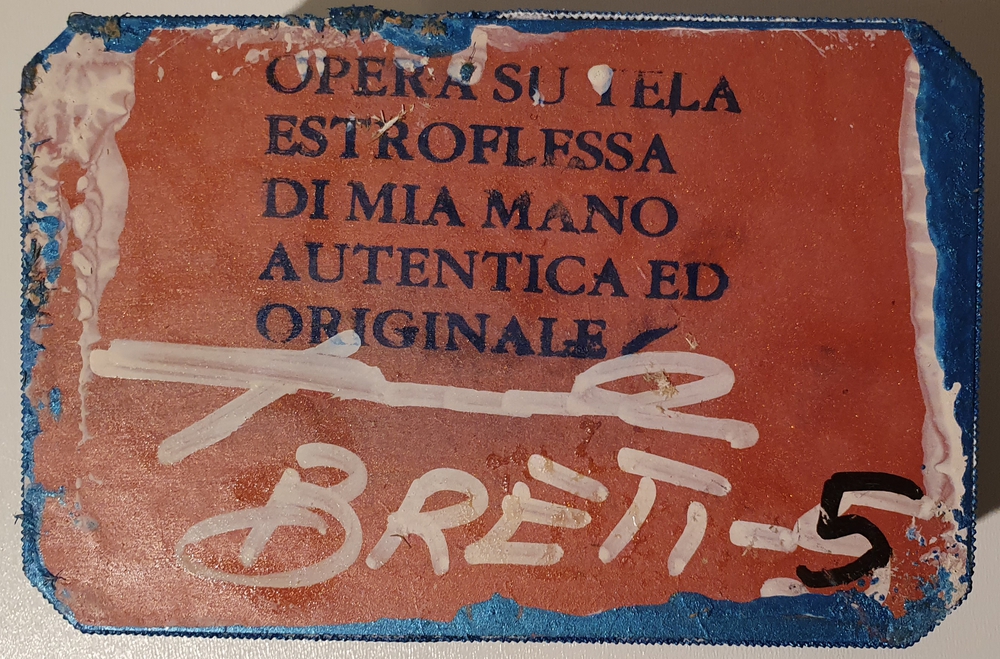 OPERA SU TELA
ESTROFLESSA
DI MIA MANO
AUTENTICA ED
ORIGINALE
BRETI-5